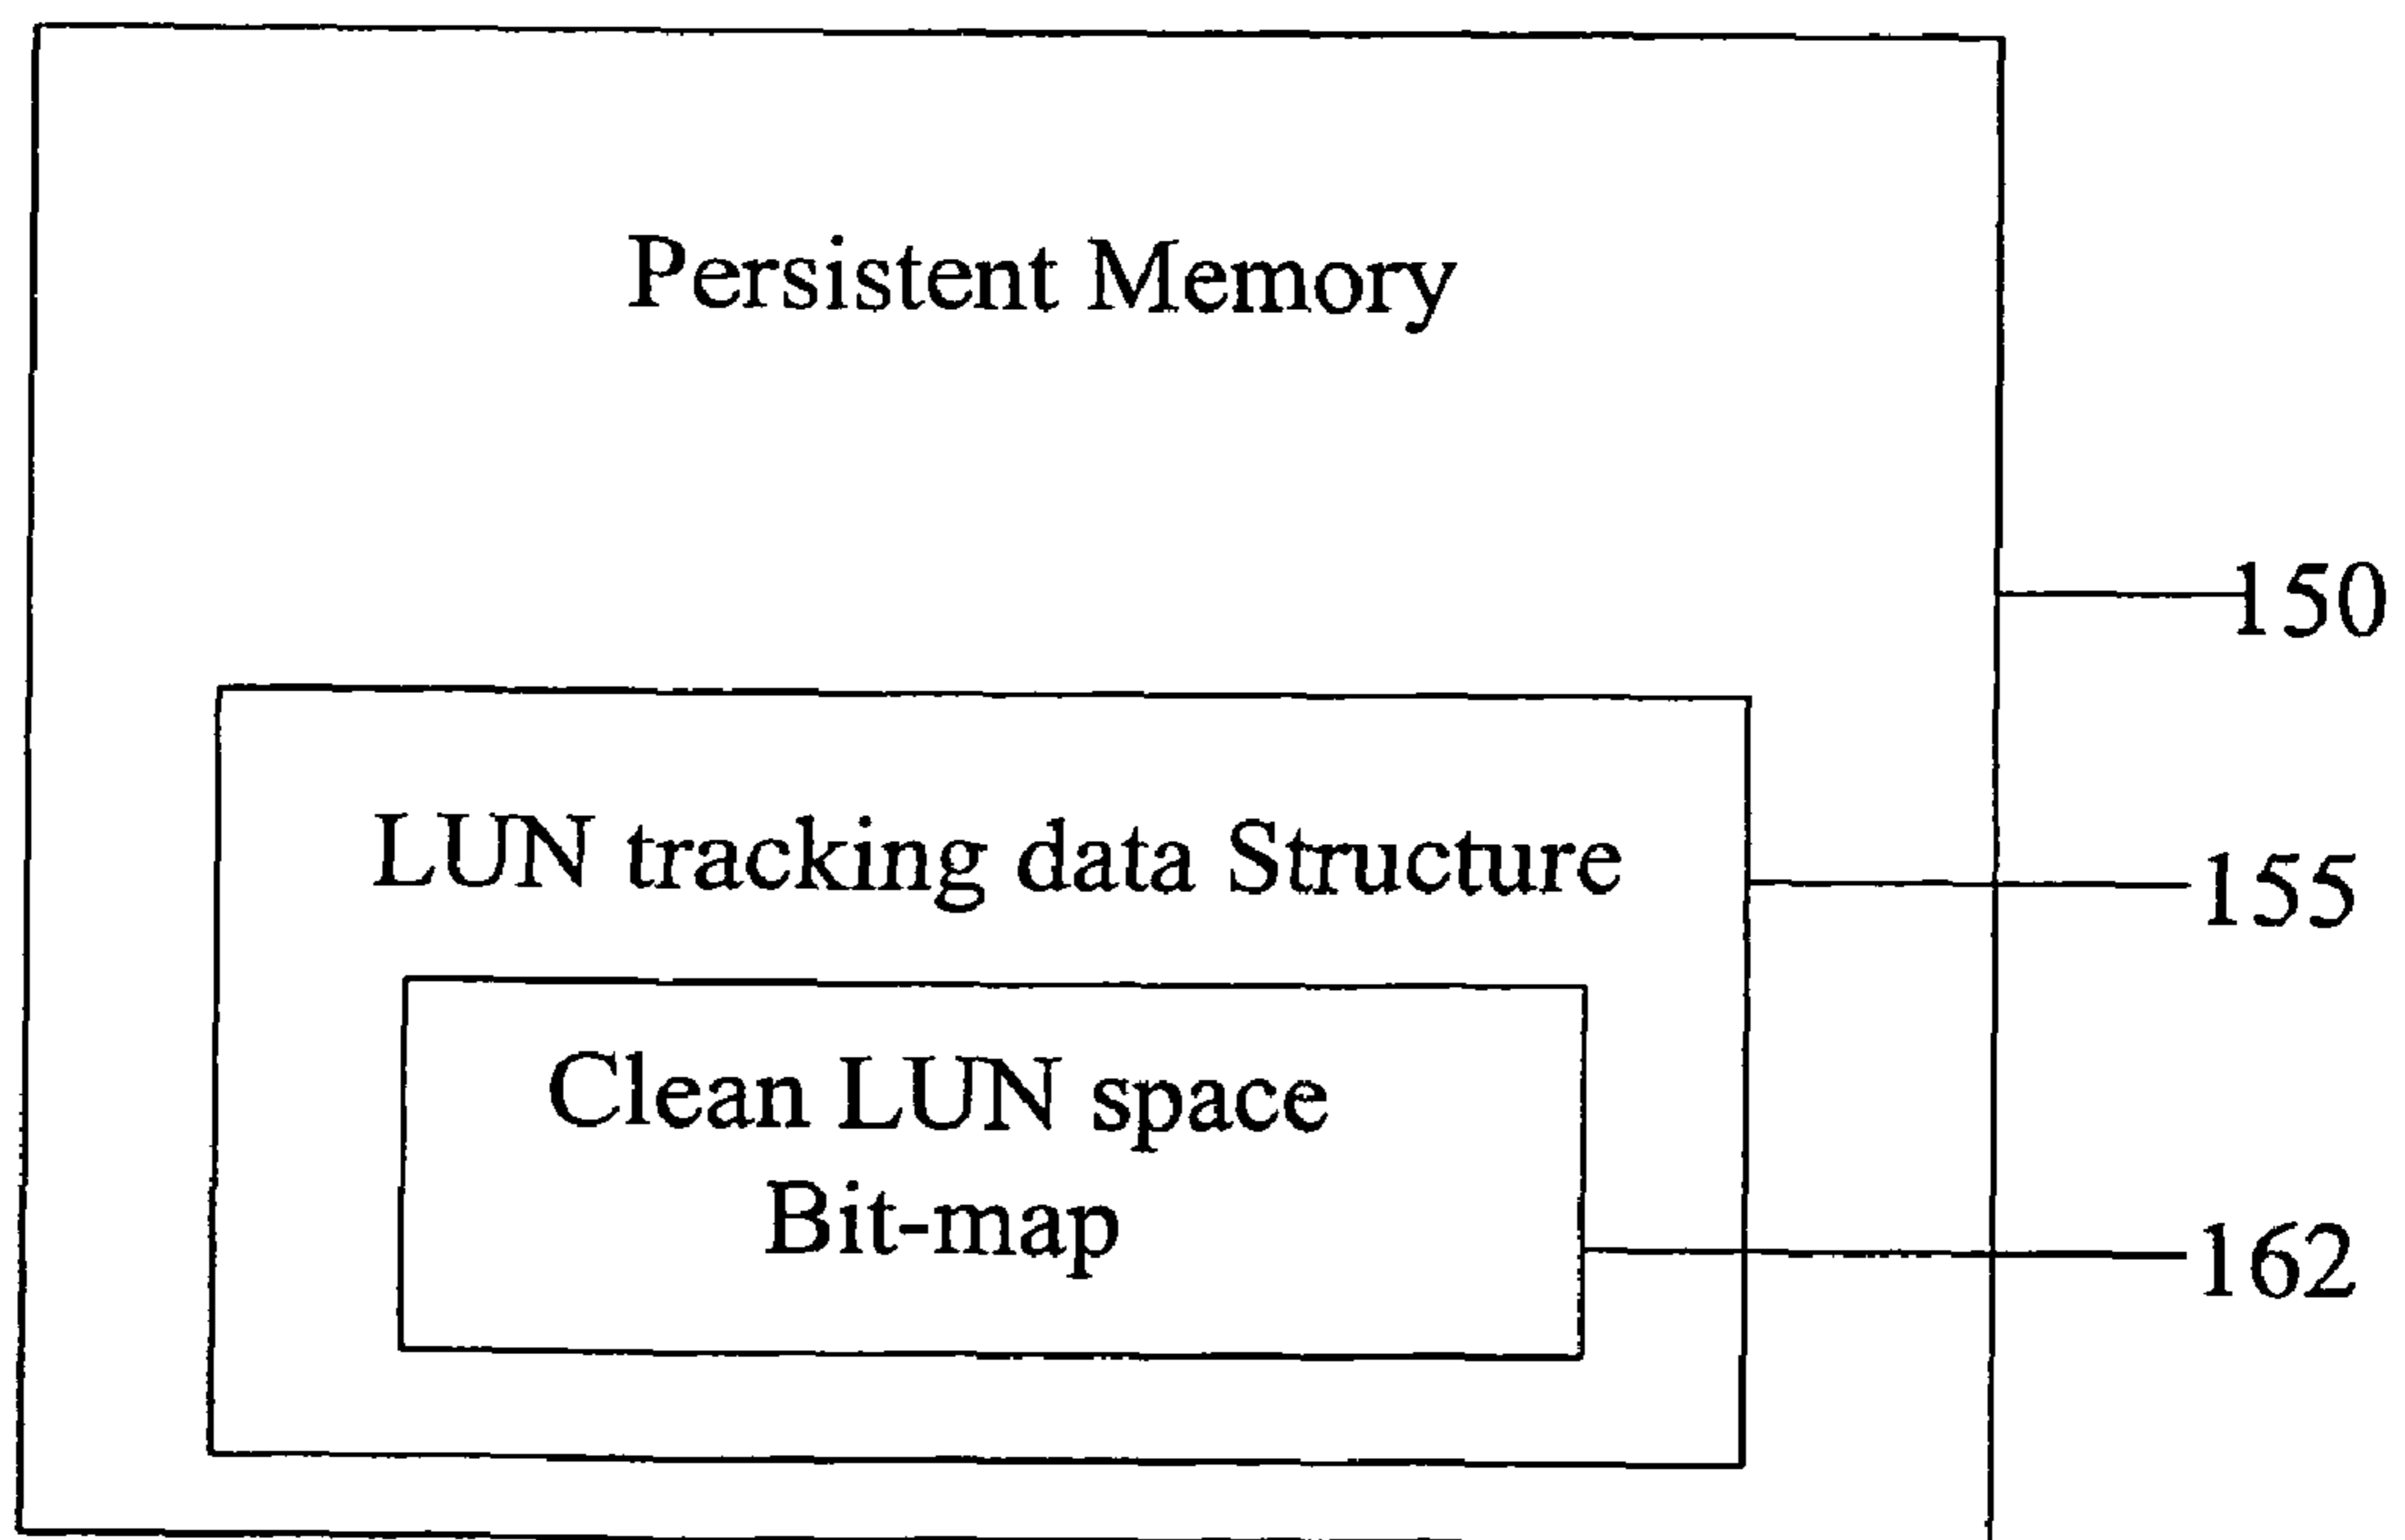 Persistent Memory
150
LUN tracking data Structure
155
Clean LUN space
Bit-map
162